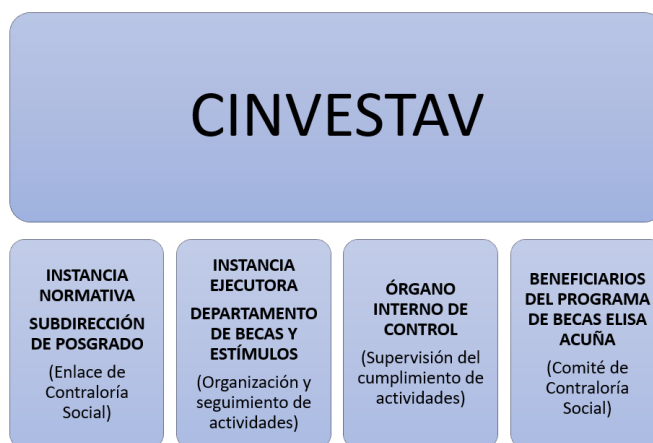 CINVESTAV
INSTANCIA
NORMATIVA
SUBDIRECCIÓN
DE POSGRADO
(Enlace de
Contraloría
Social)
INSTANCIA
EJECUTORA
DEPARTAMENTO
DE BECAS Y
ESTÍMULOS
(Organización y
seguimiento de
actividades)
ÓRGANO
INTERNO DE
CONTROL
(Supervisión del
cumplimiento de
actividades)
BENEFICIARIOS
DEL PROGRAMA
DE BECAS ELISA
ACUÑA
(Comité de
Contraloría
Social)